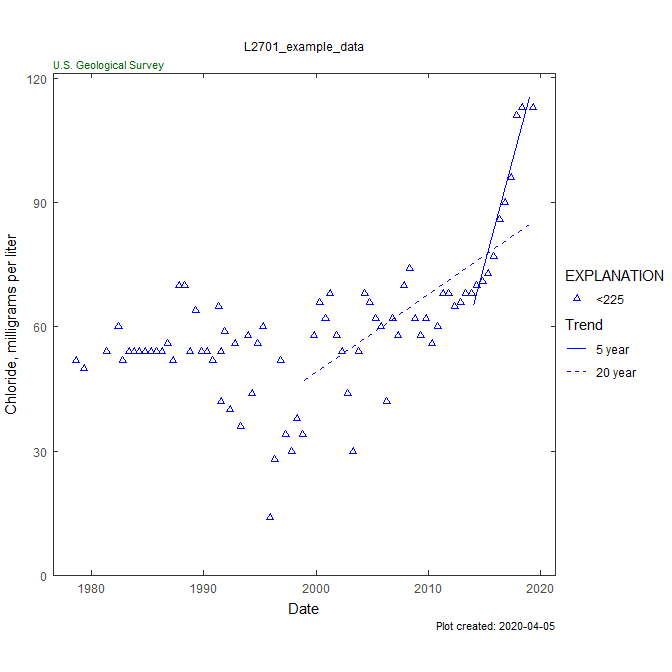 L2701_example_data
U.S. Geological Survey
120
90
60
30
0
Chloride, milligrams per liter
1980 1990 2000 2010 2020
Date
EXPLANATION
<225
Trend
5 year
20 year
Plot created: 2020-04-05